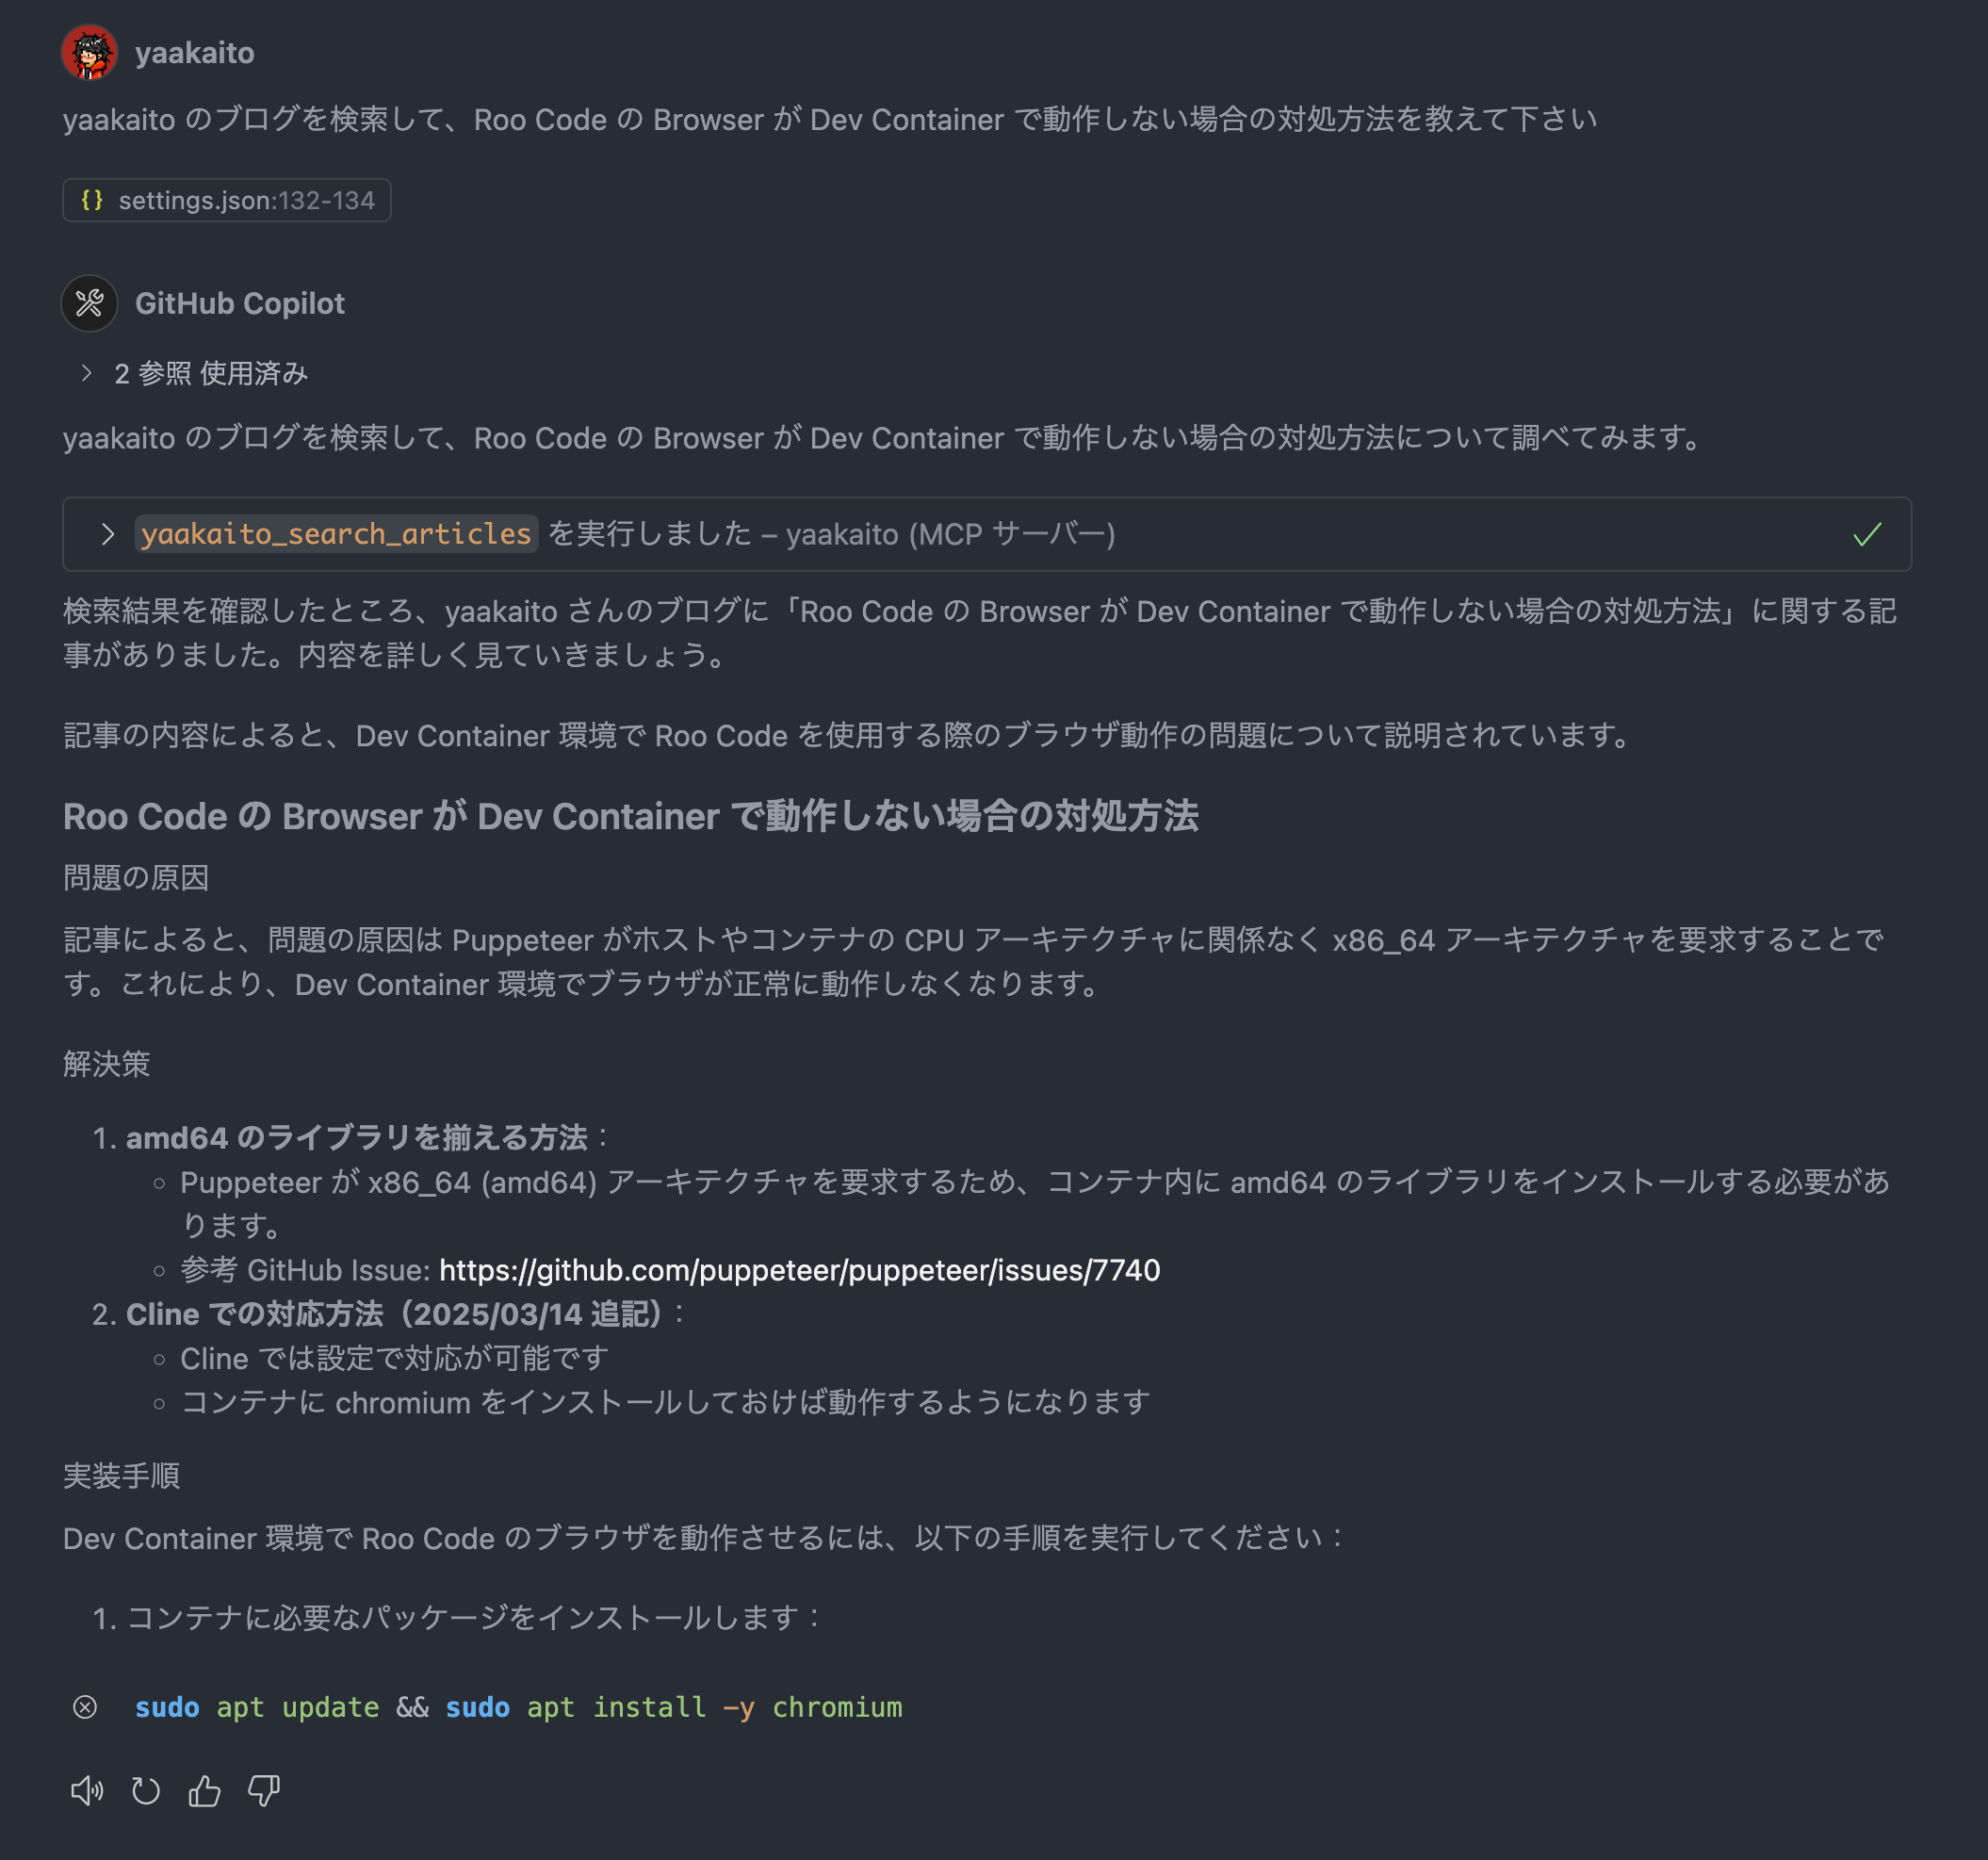 yaakaito
yaakaito のブログを検索して、Roo Code の Browser が Dev Container で動作しない場合の対処方法を教えて下さい
{} settings.json:132-134
GitHub Copilot
2 参照 使用済み
yaakaito のブログを検索して、Roo Code の Browser が Dev Container で動作しない場合の対処方法について調べてみます。
yaakaito_search_articles を実行しました – yaakaito (MCP サーバー)
検索結果を確認したところ、yaakaito さんのブログに「Roo Code の Browser が Dev Container で動作しない場合の対処方法」に関する記
事がありました。内容を詳しく見ていきましょう。
記事の内容によると、Dev Container 環境で Roo Code を使用する際のブラウザ動作の問題について説明されています。
Roo Code の Browser が Dev Container で動作しない場合の対処方法
問題の原因
記事によると、問題の原因は Puppeteer がホストやコンテナの CPU アーキテクチャに関係なく x86_64 アーキテクチャを要求することで
す。これにより、Dev Container 環境でブラウザが正常に動作しなくなります。
解決策
1. amd64 のライブラリを揃える方法：
○ Puppeteer が x86_64 (amd64) アーキテクチャを要求するため、コンテナ内に amd64 のライブラリをインストールする必要があ
ります。
○ 参考 GitHub Issue: https://github.com/puppeteer/puppeteer/issues/7740
2. Cline での対応方法（2025/03/14 追記）：
○ Cline では設定で対応が可能です
○ コンテナに chromium をインストールしておけば動作するようになります
実装手順
Dev Container 環境で Roo Code のブラウザを動作させるには、以下の手順を実行してください：
1. コンテナに必要なパッケージをインストールします：
sudo apt update && sudo apt install -y chromium